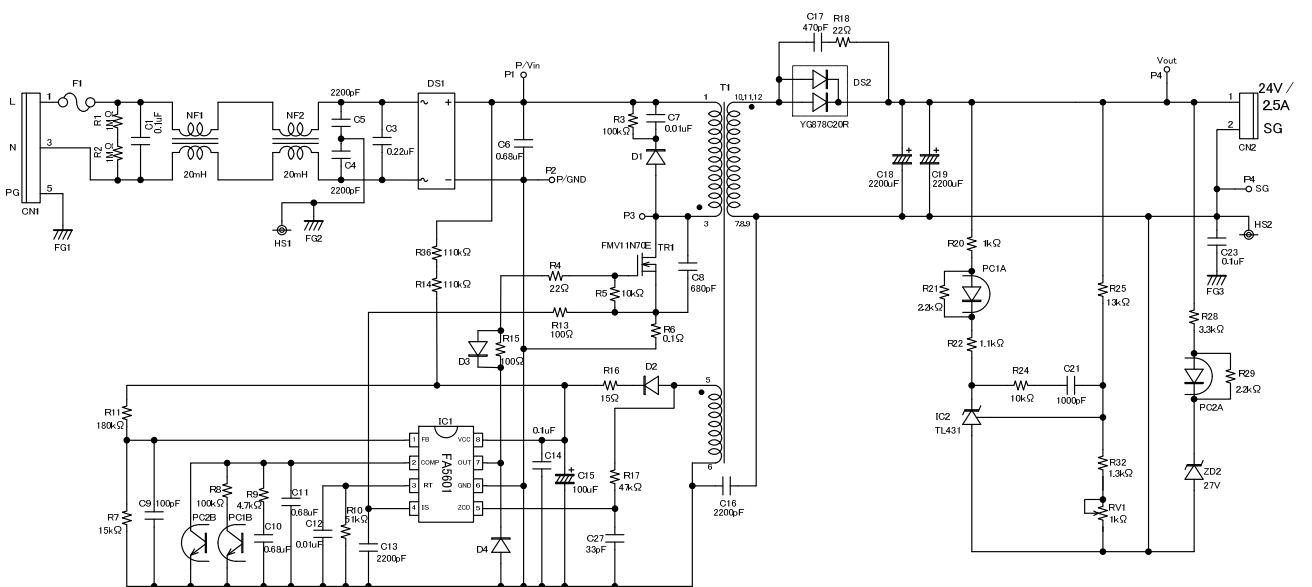 C17
470pF
R18
22Ω
DS2
YG878C20R
P/Vin
P1
Vout
P4
24V /
2.5A
SG
1
2
CN2
F1
L
1
N
3
PG
5
CN1
FG1
R1
1MΩ
R2
1MΩ
C1
0.1uF
NF1
20mH
NF2
20mH
2200pF
C5
C4
2200pF
C3
0.22uF
HS1
FG2
DS1
~
~
+
−
C6
0.68uF
P2
P/GND
R3
100kΩ
C7
0.01uF
D1
P3
T1
1
3
10,11,12
7,8,9
C18
2200uF
C19
2200uF
P4
SG
HS2
C23
0.1uF
FG3
R36
110kΩ
R14
110kΩ
FMV11N70E
TR1
R4
22Ω
R5
10kΩ
C8
680pF
R13
100Ω
R6
0.1Ω
D3
R15
100Ω
R20
1kΩ
R21
2.2kΩ
PC1A
R22
1.1kΩ
R25
13kΩ
R28
3.3kΩ
R29
2.2kΩ
PC2A
R24
10kΩ
C21
1000pF
IC2
TL431
R32
1.3kΩ
RV1
1kΩ
ZD2
27V
R16
15Ω
D2
5
6
R11
180kΩ
IC1
FA5601
1
FB
2
COMP
3
RT
4
IS
VCC
8
OUT
7
GND
6
ZCD
5
0.1uF
C14
C15
100uF
R17
47kΩ
C16
2200pF
C27
33pF
D4
R7
15kΩ
C9
100pF
PC2B
R8
100kΩ
PC1B
R9
4.7kΩ
C10
0.68uF
C11
0.68uF
C12
0.01uF
R10
51kΩ
C13
2200pF